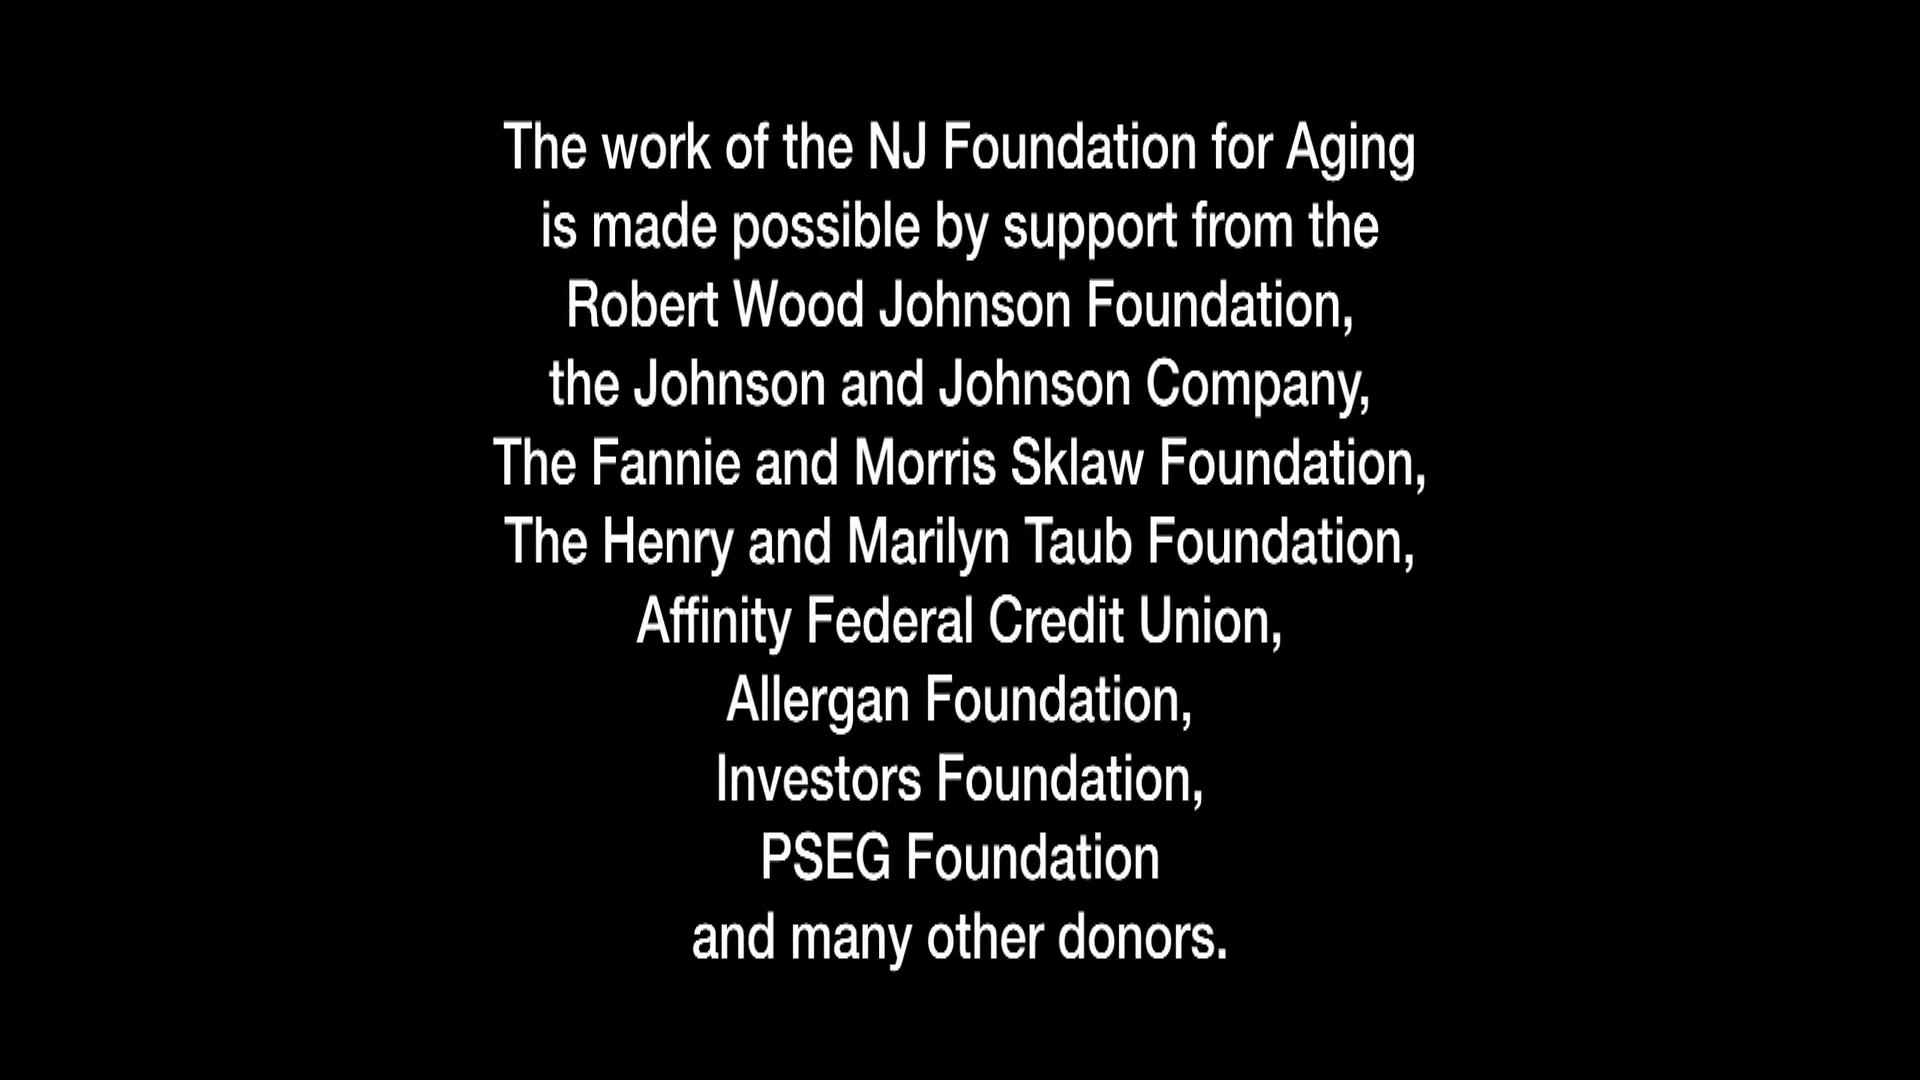 The work of the NJ Foundation for Aging
is made possible by support from the
Robert Wood Johnson Foundation,
the Johnson and Johnson Company,
The Fannie and Morris Sklaw Foundation,
The Henry and Marilyn Taub Foundation,
Affinity Federal Credit Union,
Allergan Foundation,
Investors Foundation,
PSEG Foundation
and many other donors.